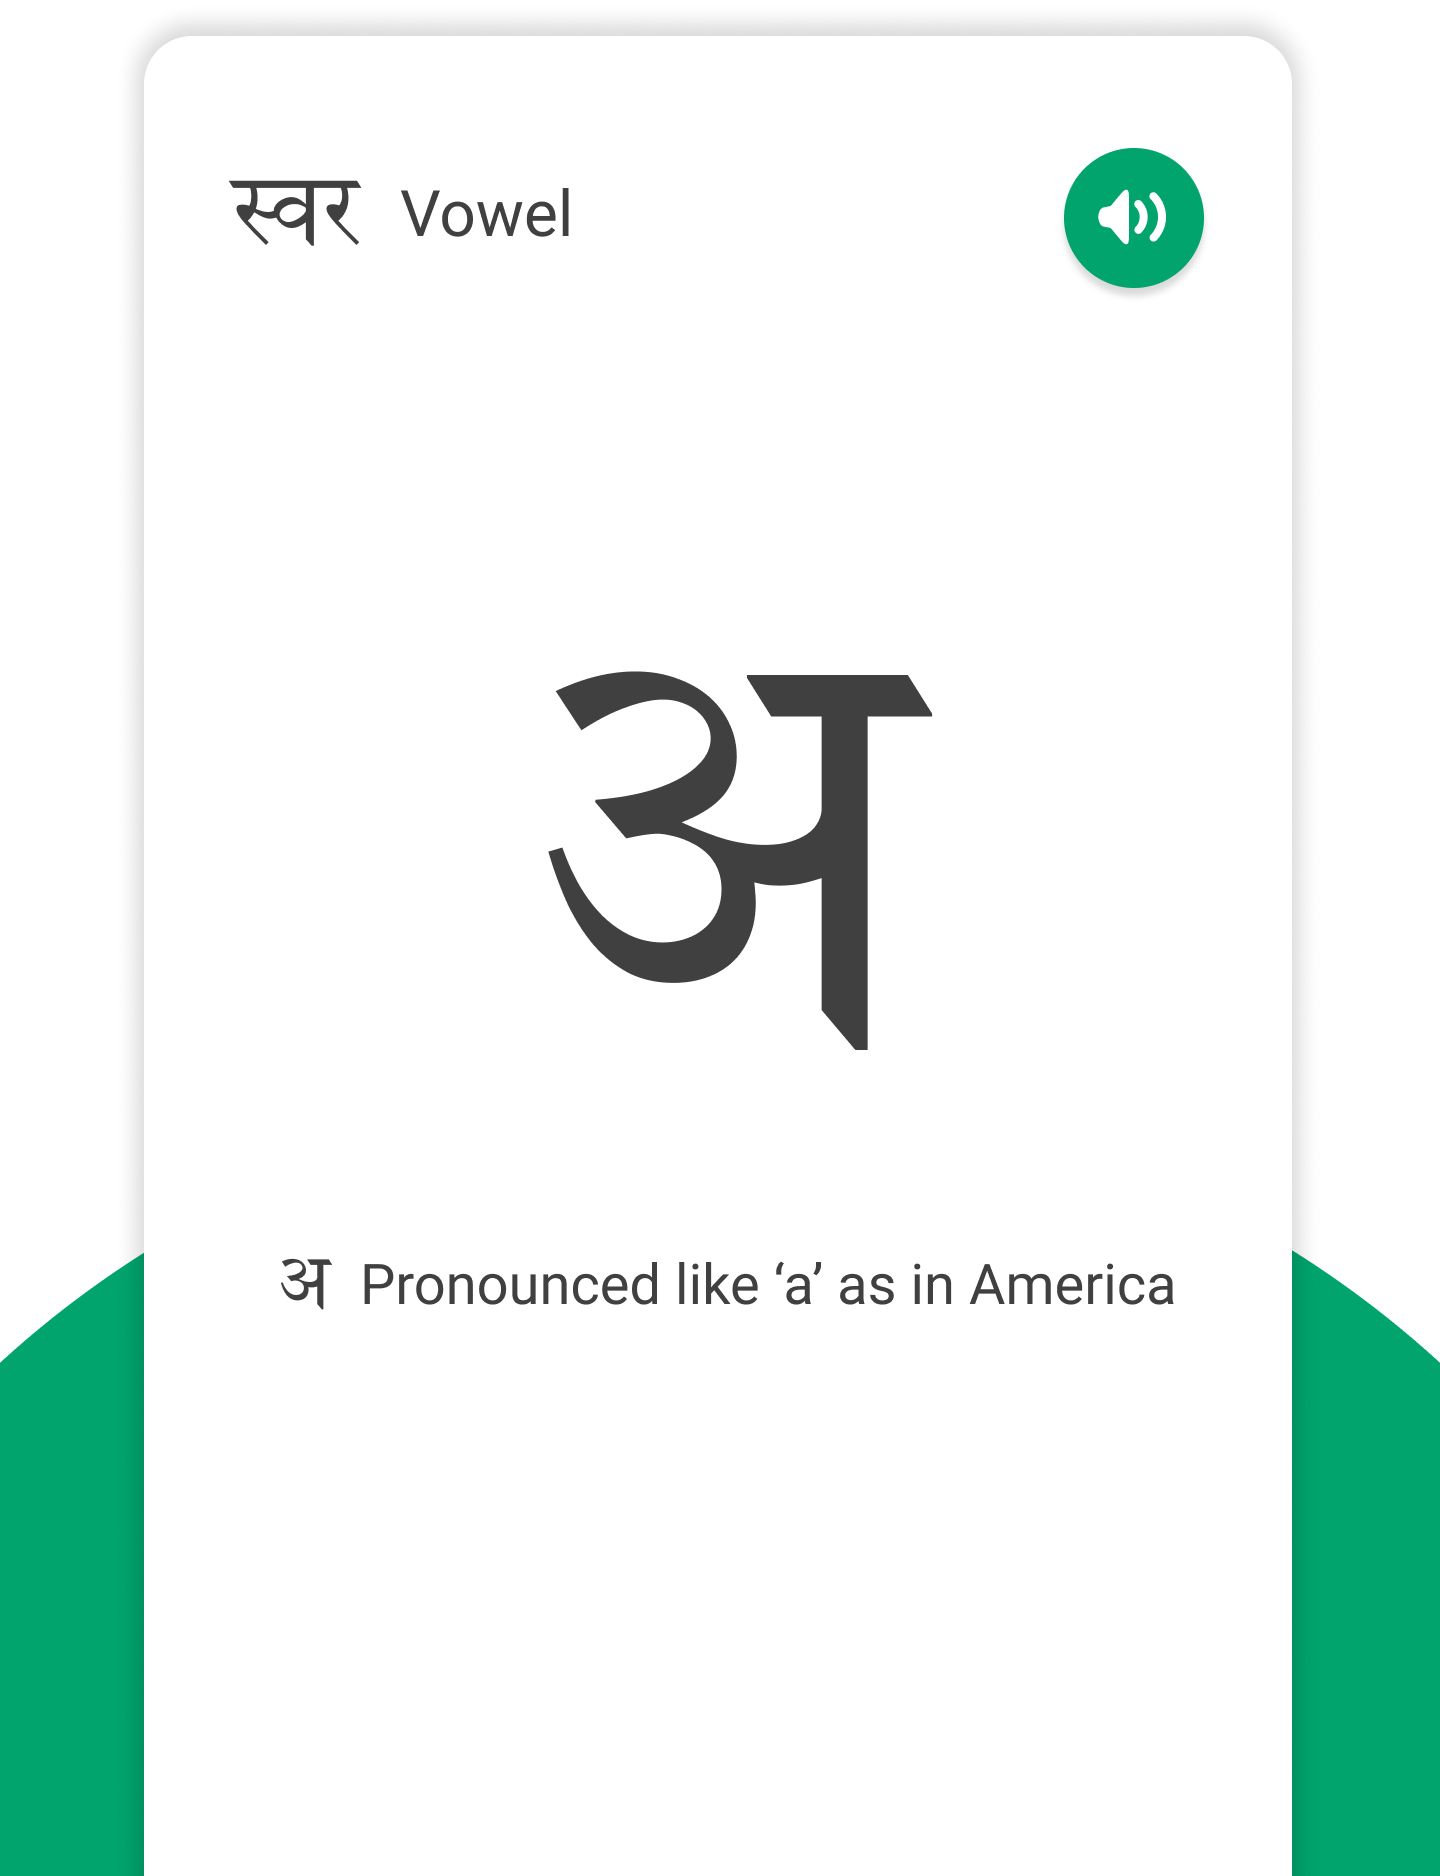 स्वर Vowel
अ
अ Pronounced like ‘a’ as in America